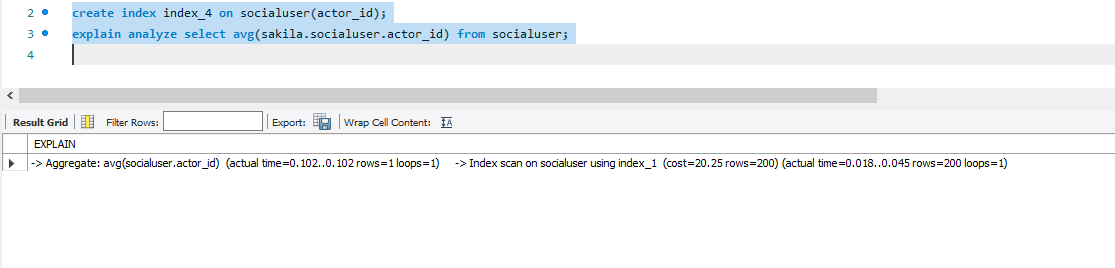 2 create index index_4 on socialuser(actor_id);
3 explain analyze select avg(sakila.socialuser.actor_id) from socialuser;
4
Result Grid Filter Rows: Export: Wrap Cell Content:
EXPLAIN
-> Aggregate: avg(socialuser.actor_id) (actual time=0.102..0.102 rows=1 loops=1) -> Index scan on socialuser using index_1 (cost=20.25 rows=200) (actual time=0.018..0.045 rows=200 loops=1)